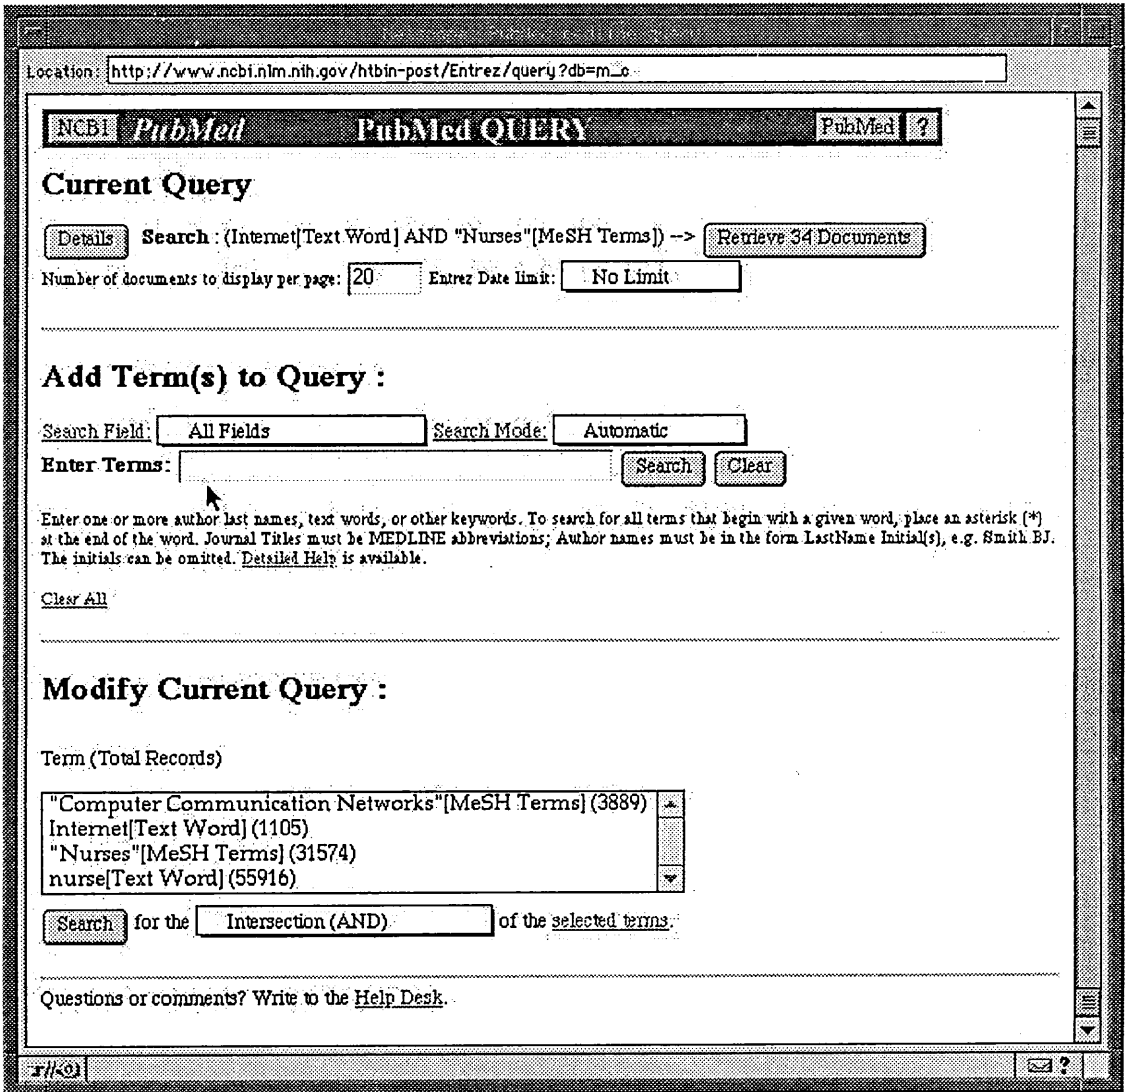 Location: http://www.ncbi.nlm.nih.gov/htbin-post/Entrez/query?db=m_c
NCBI PubMed PubMed QUERY PubMed ?
Current Query
Details Search : (Internet[Text Word] AND "Nurses"[MeSH Terms]) --> Retrieve 34 Documents
Number of documents to display per page: 20 Entrez Date limit: No Limit
Add Term(s) to Query :
Search Field: All Fields Search Mode: Automatic
Enter Terms: Search Clear
Enter one or more author last names, text words, or other keywords. To search for all terms that begin with a given word, place an asterisk (*)
at the end of the word. Journal Titles must be MEDLINE abbreviations; Author names must be in the form LastName Initial(s), e.g. Smith BJ.
The initials can be omitted. Detailed Help is available.
Clear All
Modify Current Query :
Term (Total Records)
"Computer Communication Networks"[MeSH Terms] (3889)
Internet[Text Word] (1105)
"Nurses"[MeSH Terms] (31574)
nurse[Text Word] (55916)
Search for the Intersection (AND) of the selected terms.
Questions or comments? Write to the Help Desk.
?